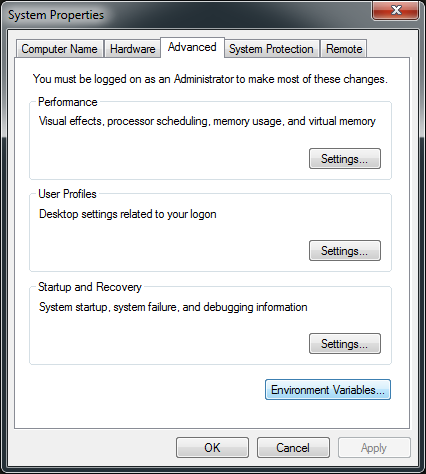 System Properties
Computer Name Hardware Advanced System Protection Remote
You must be logged on as an Administrator to make most of these changes.
Performance
Visual effects, processor scheduling, memory usage, and virtual memory
Settings...
User Profiles
Desktop settings related to your logon
Settings...
Startup and Recovery
System startup, system failure, and debugging information
Settings...
Environment Variables...
OK Cancel Apply